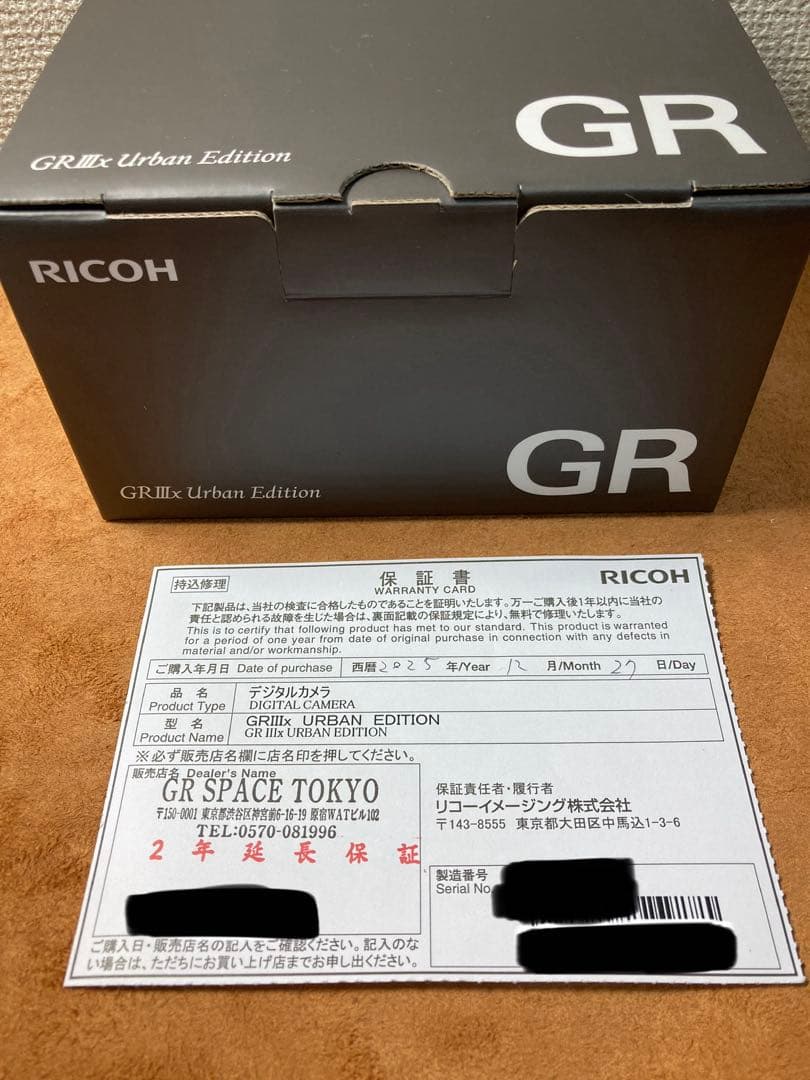 GR
GRⅢx Urban Edition
RICOH
GR
GRⅢx Urban Edition
持込修理
保証書
WARRANTY CARD
RICOH
下記製品は、当社の検査に合格したものであることを証明いたします。万一ご購入後1年以内に当社の
責任と認められる故障を生じた場合は、裏面記載の保証規定により、無料で修理いたします。
This is to certify that following product has met to our standard. This product is warranted
for a period of one year from date of original purchase in connection with any defects in
material and/or workmanship.
ご購入年月日 Date of purchase 西暦 2025 年/Year 12 月/Month 27 日/Day
品名 デジタルカメラ
Product Type DIGITAL CAMERA
型名 GRⅢx URBAN EDITION
Product Name GR Ⅲx URBAN EDITION
※必ず販売店名欄に店名印を押してください。
販売店名 Dealer's Name
GR SPACE TOKYO
〒150-0001 東京都渋谷区神宮前6-16-19 原宿WATビル102
TEL:0570-081996
2年延長保証
保証責任者・履行者
リコーイメージング株式会社
〒143-8555 東京都大田区中馬込1-3-6
製造番号
Serial No.
ご購入日・販売店名の記入をご確認ください。記入のな
い場合は、ただちにお買い上げ店までお申し出ください。